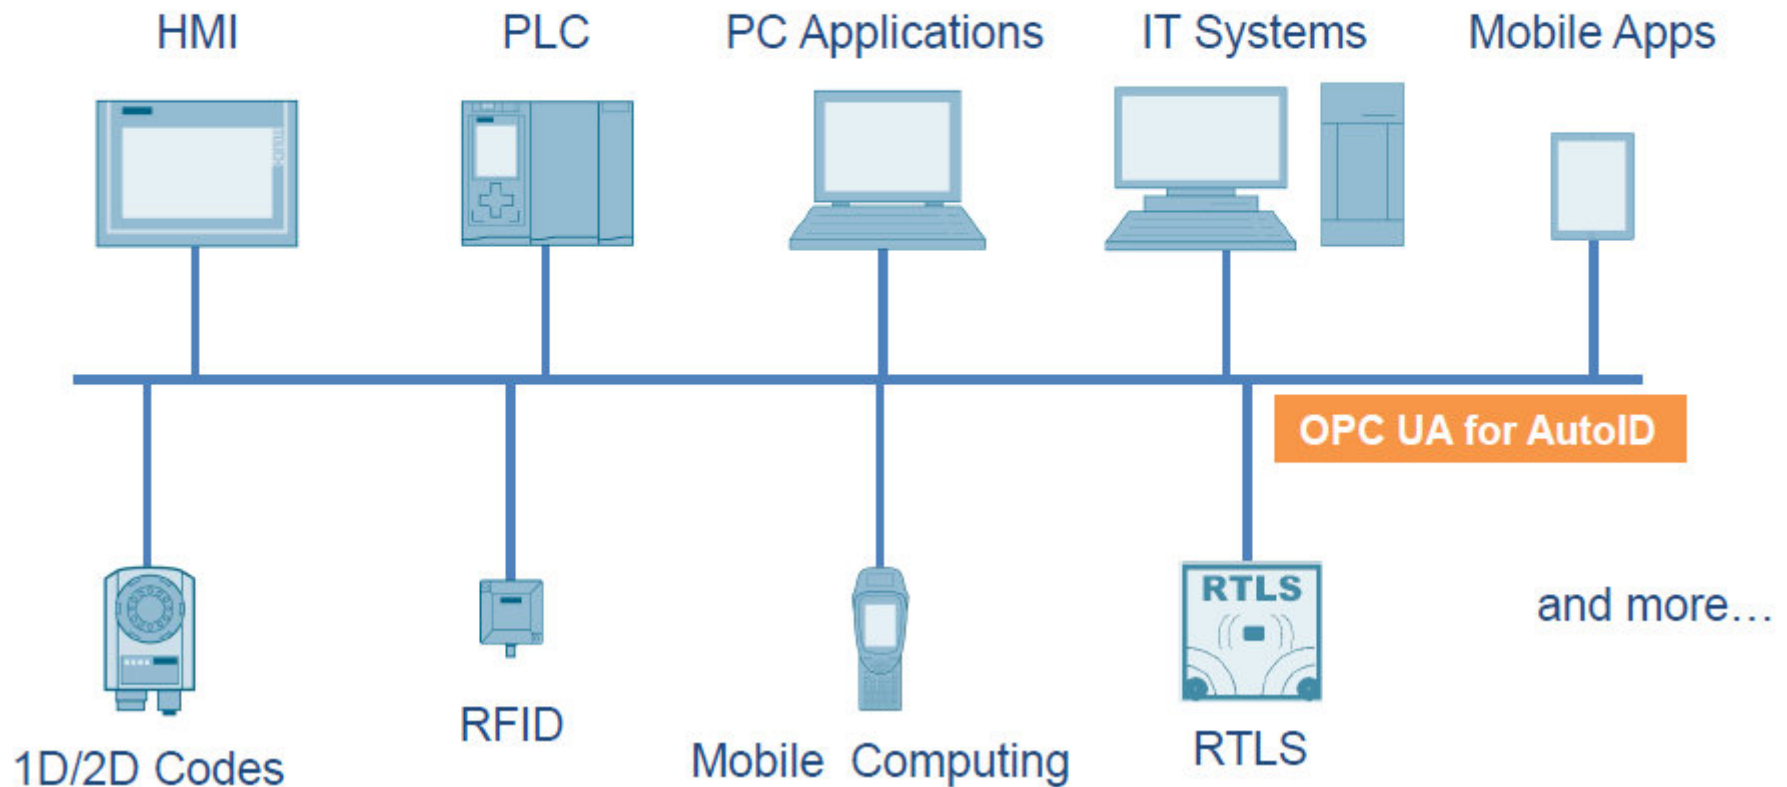 HMI
PLC
PC Applications
IT Systems
Mobile Apps
OPC UA for AutoID
RTLS
and more…
RFID
Mobile Computing
RTLS
1D/2D Codes